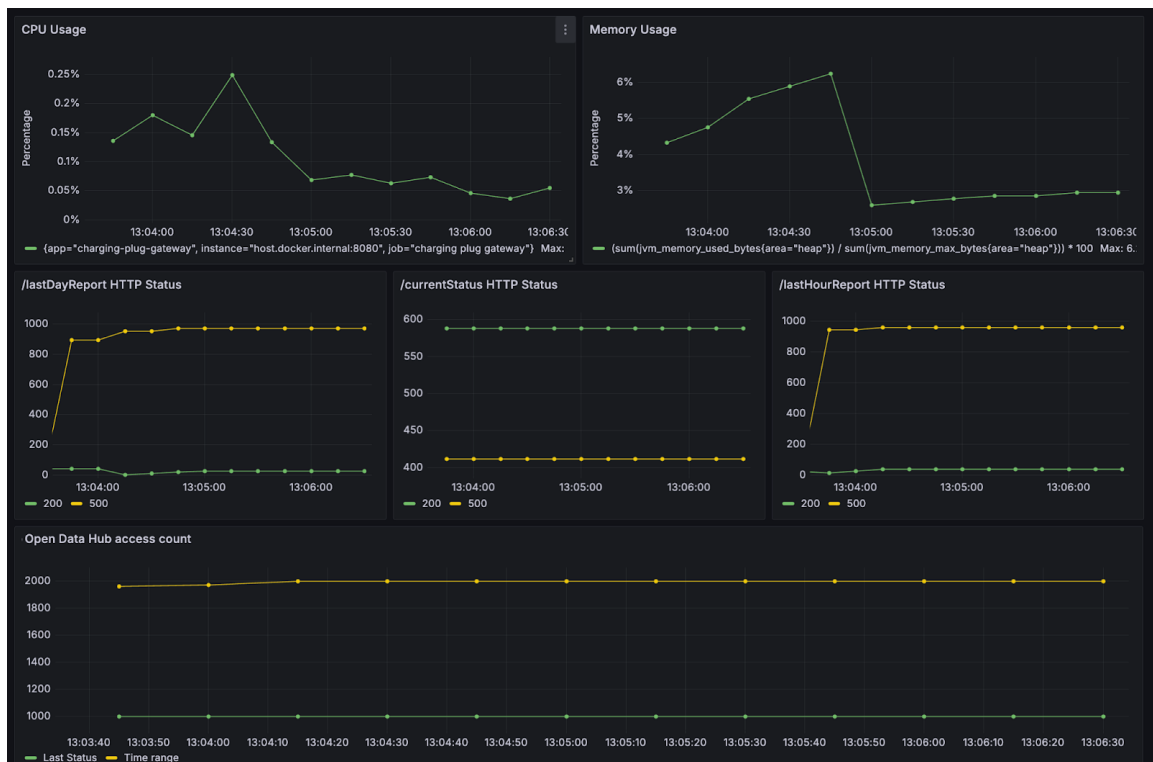 CPU Usage
Memory Usage
Percentage
0.25%
0.2%
0.15%
0.1%
0.05%
0%
13:04:00 13:04:30 13:05:00 13:05:30 13:06:00 13:06:30
{app="charging-plug-gateway", instance="host.docker.internal:8080", job="charging plug gateway"} Max:
Percentage
6%
5%
4%
3%
13:04:00 13:04:30 13:05:00 13:05:30 13:06:00 13:06:30
(sum(jvm_memory_used_bytes{area="heap"}) / sum(jvm_memory_max_bytes{area="heap"})) * 100 Max: 6.
/lastDayReport HTTP Status
1000
800
600
400
200
0
13:04:00 13:05:00 13:06:00
200 500
/currentStatus HTTP Status
600
550
500
450
400
13:04:00 13:05:00 13:06:00
200 500
/lastHourReport HTTP Status
1000
800
600
400
200
0
13:04:00 13:05:00 13:06:00
200 500
Open Data Hub access count
2000
1800
1600
1400
1200
1000
13:03:40 13:03:50 13:04:00 13:04:10 13:04:20 13:04:30 13:04:40 13:04:50 13:05:00 13:05:10 13:05:20 13:05:30 13:05:40 13:05:50 13:06:00 13:06:10 13:06:20 13:06:30
Last Status Time range